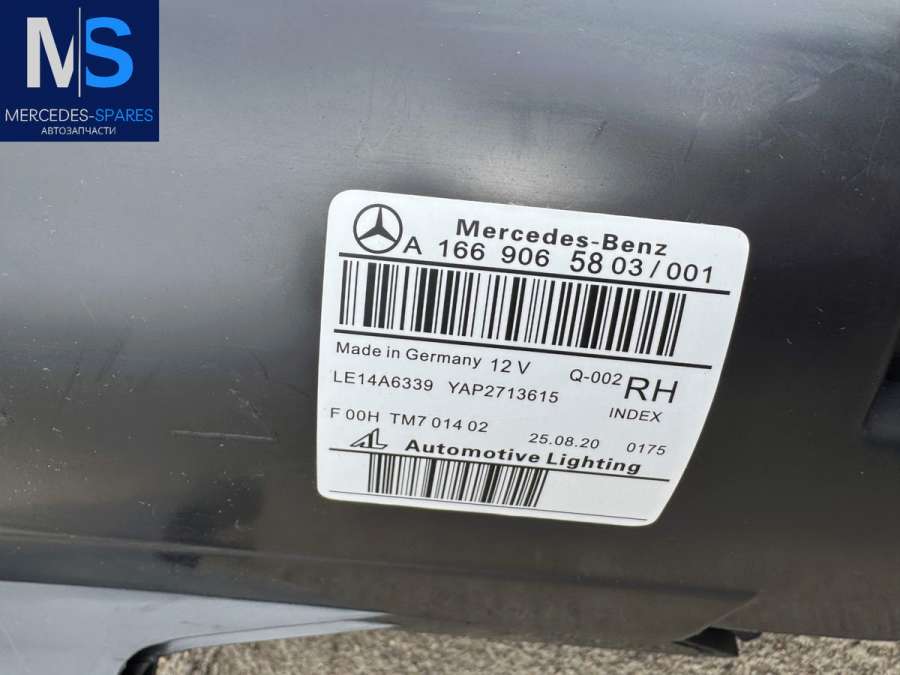 MS
MERCEDES-SPARES
АВТОЗАПЧАСТИ
Mercedes-Benz
A 166 906 58 03/001
Made in Germany 12 V
Q-002 RH
LE14A6339 YAP2713615
INDEX
F 00H TM7 014 02
25.08.20 0175
AL Automotive Lighting